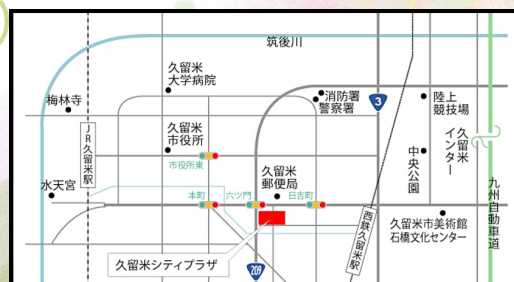 筑後川
久留米
大学病院
梅林寺
消防署
警察署
3
陸上
競技場
久留米
インター
JR久留米駅
久留米
市役所
市役所東
中央公園
水天宮
久留米
郵便局
本町
六ツ門
日吉町
九州自動車道
西鉄久留米駅
久留米市美術館
石橋文化センター
久留米シティプラザ
209